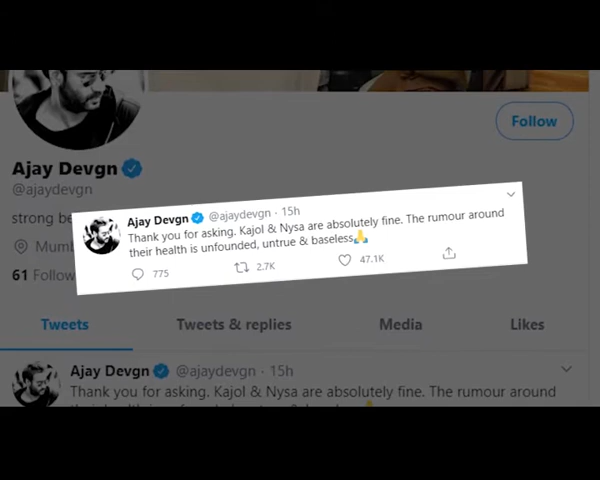 Follow
Ajay Devgn
@ajaydevgn
strong be
Mumb
61 Follow
Ajay Devgn @ajaydevgn · 15h
Thank you for asking. Kajol & Nysa are absolutely fine. The rumour around
their health is unfounded, untrue & baseless🙏
775 2.7K 47.1K
Tweets Tweets & replies Media Likes
Ajay Devgn @ajaydevgn · 15h
Thank you for asking. Kajol & Nysa are absolutely fine. The rumour around